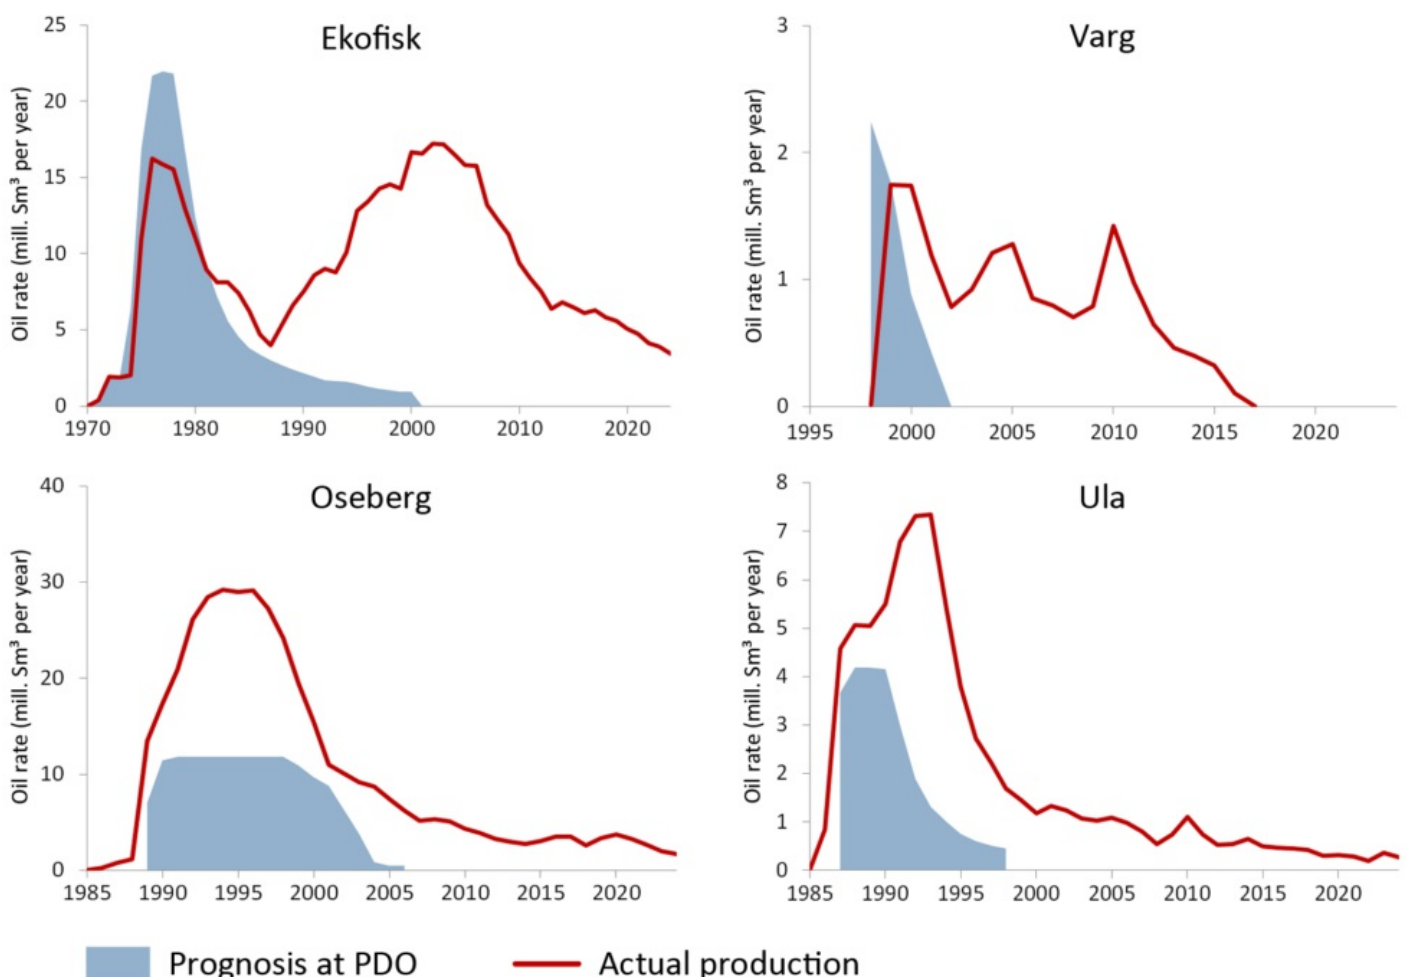 Ekofisk
Oil rate (mill. Sm³ per year)
25
20
15
10
5
0
1970 1980 1990 2000 2010 2020
Varg
Oil rate (mill. Sm³ per year)
3
2
1
0
1995 2000 2005 2010 2015 2020
Oseberg
Oil rate (mill. Sm³ per year)
40
30
20
10
0
1985 1990 1995 2000 2005 2010 2015 2020
Ula
Oil rate (mill. Sm³ per year)
8
7
6
5
4
3
2
1
0
1985 1990 1995 2000 2005 2010 2015 2020
Prognosis at PDO
Actual production